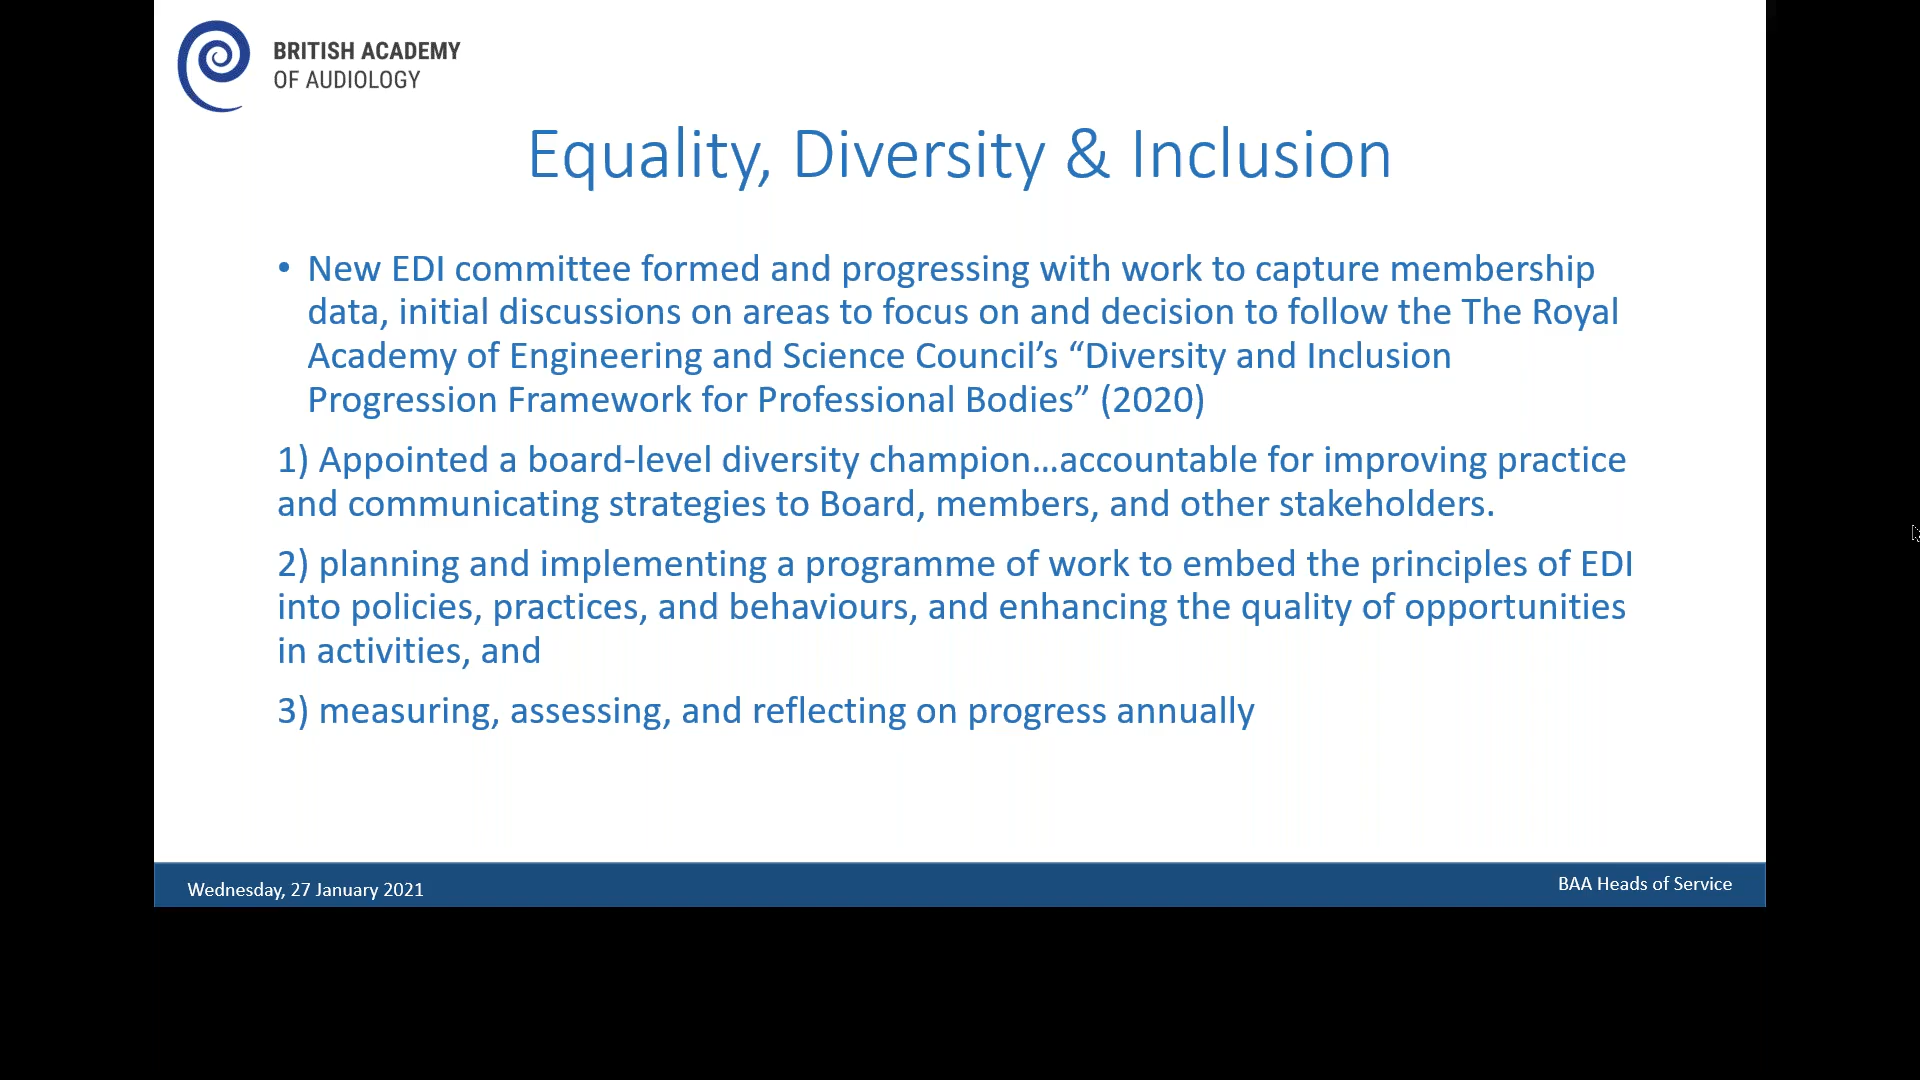 BRITISH ACADEMY
OF AUDIOLOGY
Equality, Diversity & Inclusion
• New EDI committee formed and progressing with work to capture membership
data, initial discussions on areas to focus on and decision to follow the The Royal
Academy of Engineering and Science Council’s “Diversity and Inclusion
Progression Framework for Professional Bodies” (2020)
1) Appointed a board-level diversity champion...accountable for improving practice
and communicating strategies to Board, members, and other stakeholders.
2) planning and implementing a programme of work to embed the principles of EDI
into policies, practices, and behaviours, and enhancing the quality of opportunities
in activities, and
3) measuring, assessing, and reflecting on progress annually
Wednesday, 27 January 2021
BAA Heads of Service